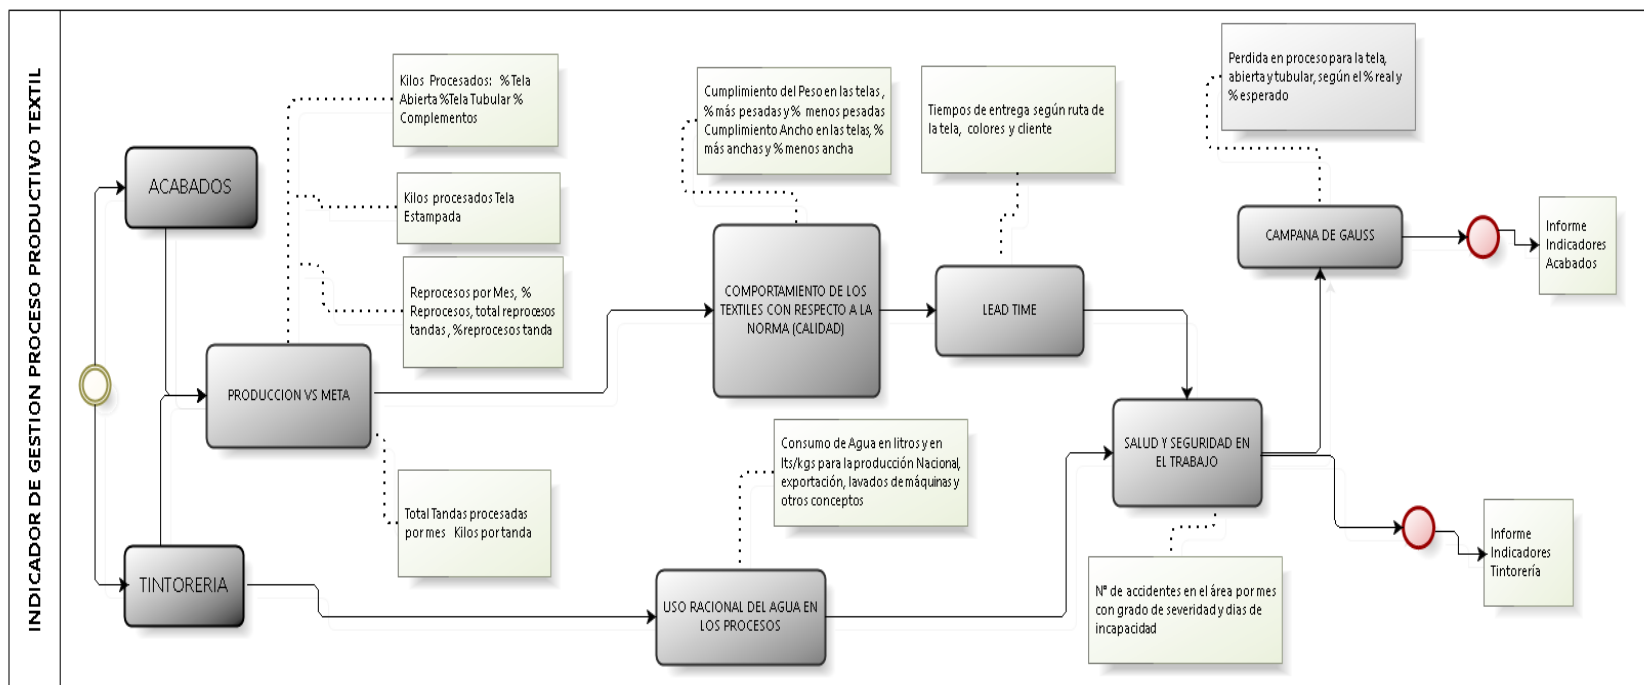 INDICADOR DE GESTION PROCESO PRODUCTIVO TEXTIL
Kilos Procesados: % Tela
Abierta %Tela Tubular %
Complementos
Cumplimiento del Peso en las telas ,
% más pesadas y % menos pesadas
Cumplimiento Ancho en las telas, %
más anchas y % menos ancha
Tiempos de entrega según ruta de
la tela, colores y cliente
Perdida en proceso para la tela,
abierta y tubular, según el % real y
% esperado
ACABADOS
Kilos procesados Tela
Estampada
CAMPANA DE GAUSS
Informe
Indicadores
Acabados
Reprocesos por Mes, %
Reprocesos, total reprocesos
tandas , % reprocesos tanda
COMPORTAMIENTO DE LOS
TEXTILES CON RESPECTO A LA
NORMA (CALIDAD)
LEAD TIME
PRODUCCION VS META
SALUD Y SEGURIDAD EN
EL TRABAJO
Consumo de Agua en litros y en
lts/kgs para la producción Nacional,
exportación, lavados de máquinas y
otros conceptos
Total Tandas procesadas
por mes Kilos por tanda
Informe
Indicadores
Tintorería
TINTORERIA
USO RACIONAL DEL AGUA EN
LOS PROCESOS
N° de accidentes en el área por mes
con grado de severidad y dias de
incapacidad